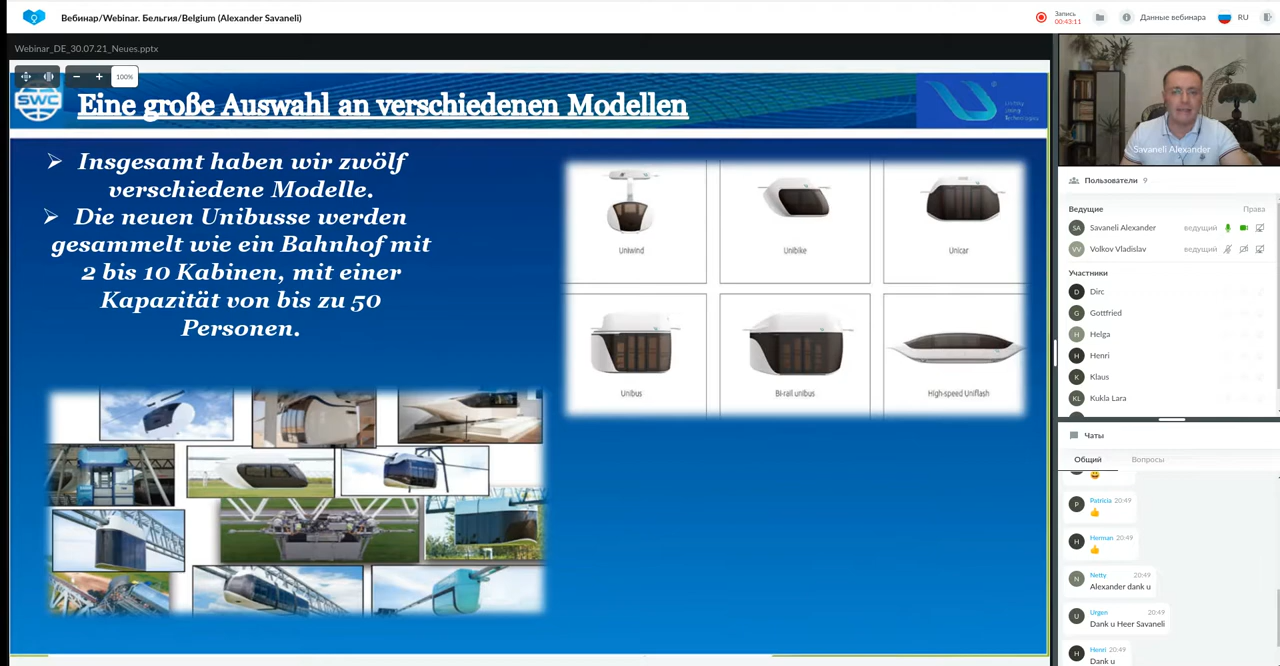 Вебинар/Webinar. Бельгия/Belgium (Alexander Savaneli)
Запись
00:43:11
Данные вебинара
RU
Webinar_DE_30.07.21_Neues.pptx
100%
SWC
Eine große Auswahl an verschiedenen Modellen
Insgesamt haben wir zwölf
verschiedene Modelle.
Die neuen Unibusse werden
gesammelt wie ein Bahnhof mit
2 bis 10 Kabinen, mit einer
Kapazität von bis zu 50
Personen.
Uniwind
Unibike
Unicar
Unibus
Bi-rail unibus
High-speed Uniflash
Savaneli Alexander
Пользователи 9
Ведущие
Права
SA Savaneli Alexander ведущий
VV Volkov Vladislav ведущий
Участники
D Dirc
G Gottfried
H Helga
H Henri
K Klaus
KL Kukla Lara
Чаты
Общий
Вопросы
P Patricia 20:49
👍
H Herman 20:49
👍
N Netty 20:49
Alexander dank u
U Urgen 20:49
Dank u Heer Savaneli
H Henri 20:49
Dank u